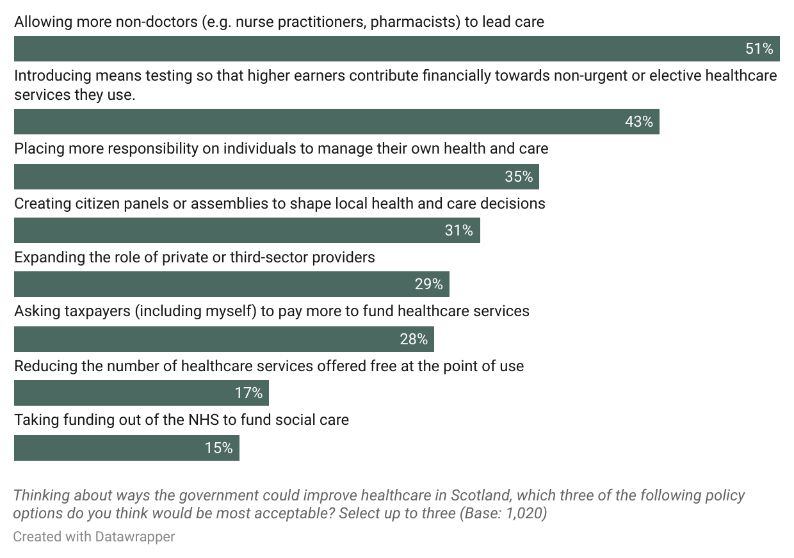 Allowing more non-doctors (e.g. nurse practitioners, pharmacists) to lead care
51%
Introducing means testing so that higher earners contribute financially towards non-urgent or elective healthcare
services they use.
43%
Placing more responsibility on individuals to manage their own health and care
35%
Creating citizen panels or assemblies to shape local health and care decisions
31%
Expanding the role of private or third-sector providers
29%
Asking taxpayers (including myself) to pay more to fund healthcare services
28%
Reducing the number of healthcare services offered free at the point of use
17%
Taking funding out of the NHS to fund social care
15%
Thinking about ways the government could improve healthcare in Scotland, which three of the following policy
options do you think would be most acceptable? Select up to three (Base: 1,020)
Created with Datawrapper